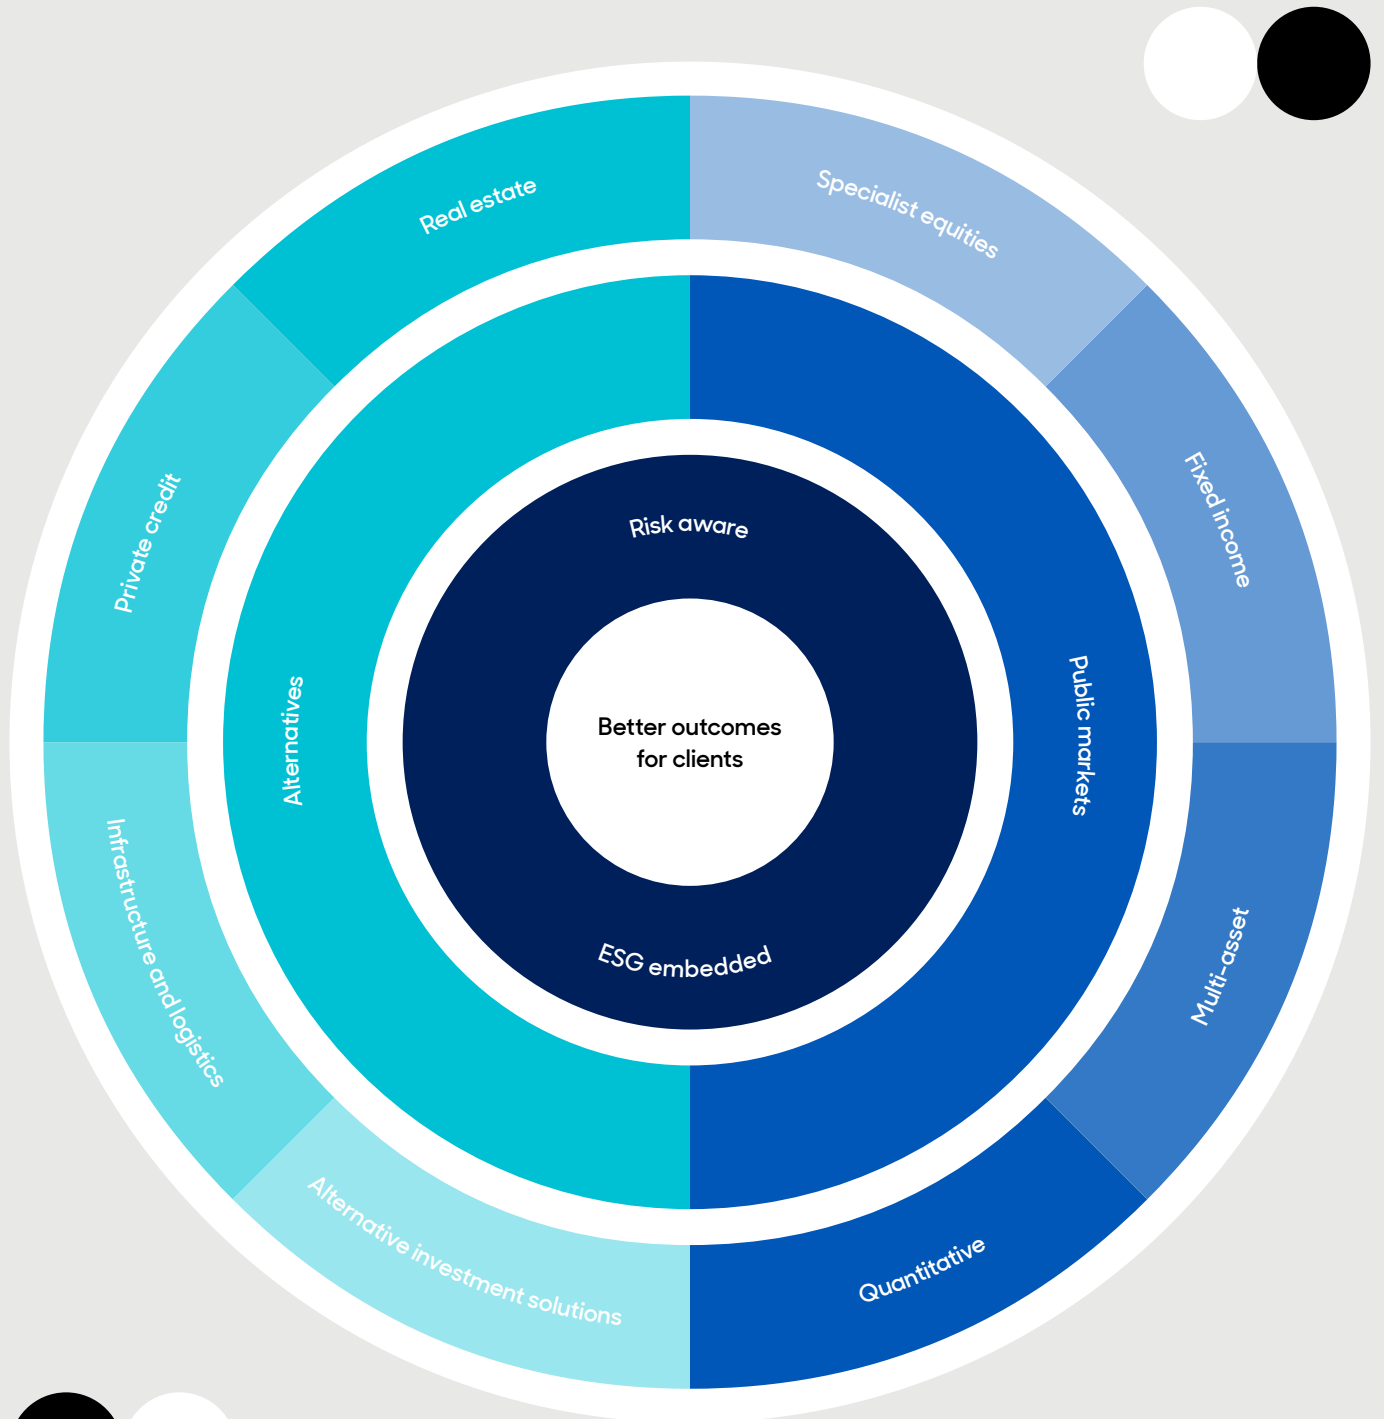 Real estate
Specialist equities
Private credit
Fixed income
Risk aware
Alternatives
Public markets
Better outcomes
for clients
Infrastructure and logistics
Multi-asset
ESG embedded
Alternative investment solutions
Quantitative